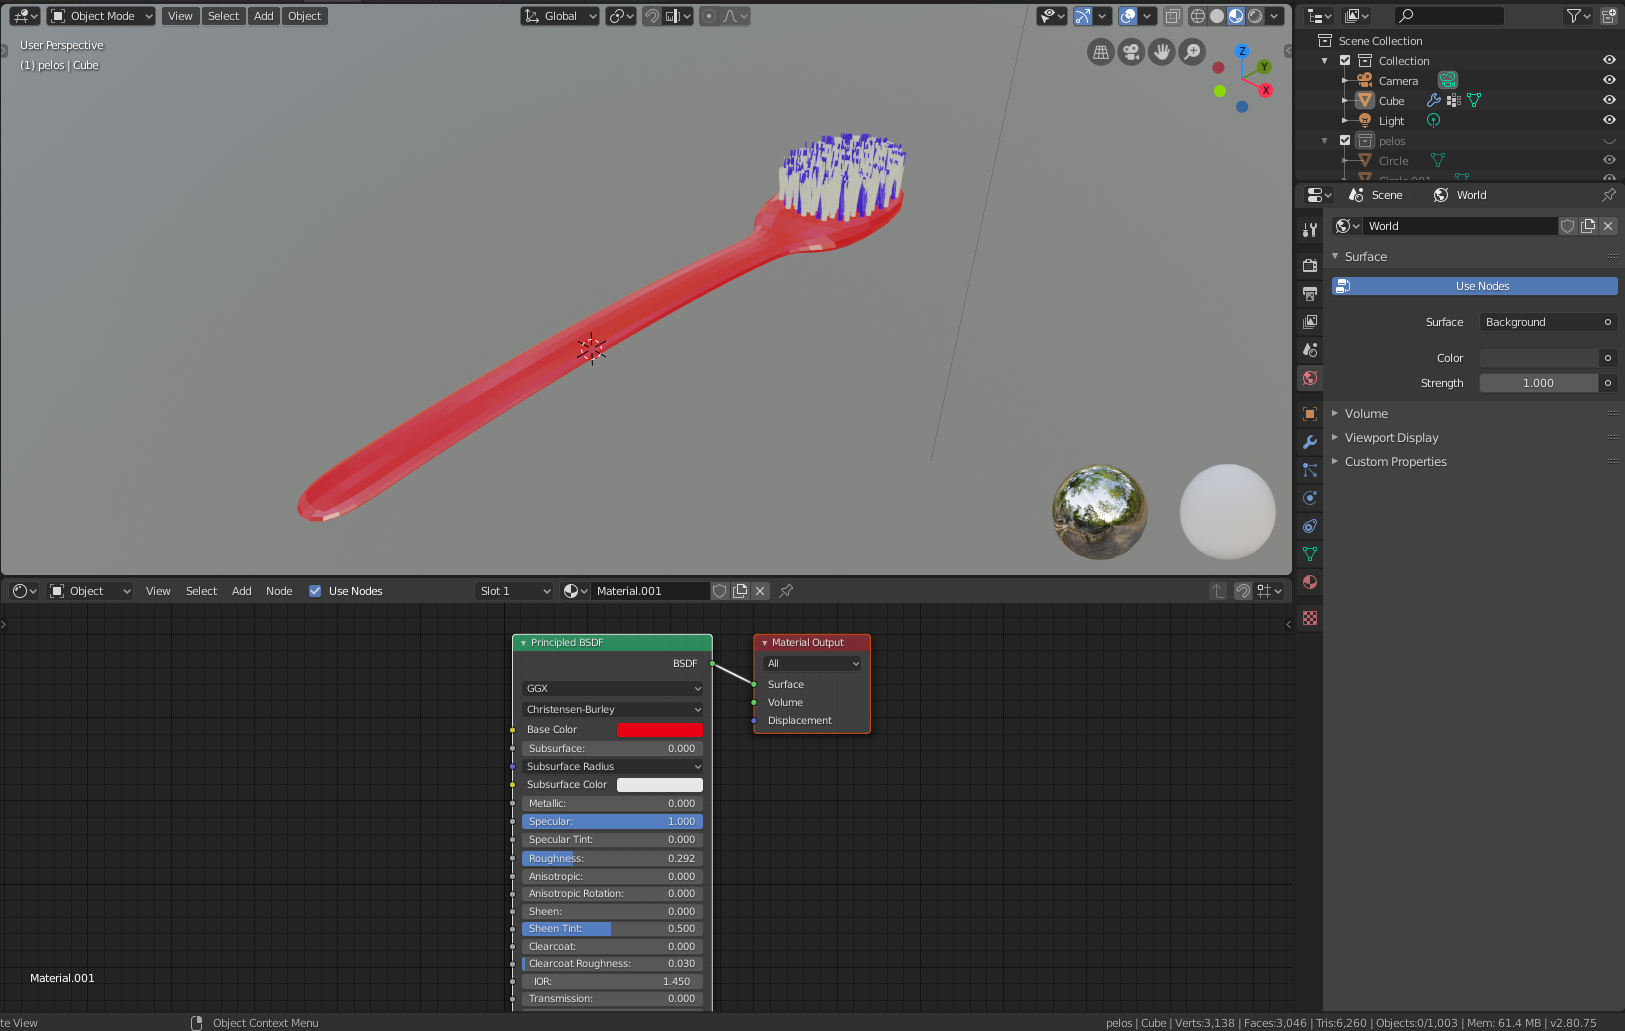 Object Mode View Select Add Object Global
User Perspective
(1) pelos | Cube
Z
Y
X
Scene Collection
Collection
Camera
Cube
Light
pelos
Circle
Circle.001
Scene World
World
Surface
Use Nodes
Surface Background
Color
Strength 1.000
Volume
Viewport Display
Custom Properties
Object View Select Add Node Use Nodes Slot 1 Material.001
Principled BSDF
BSDF
GGX
Christensen-Burley
Base Color
Subsurface: 0.000
Subsurface Radius
Subsurface Color
Metallic: 0.000
Specular: 1.000
Specular Tint: 0.000
Roughness: 0.292
Anisotropic: 0.000
Anisotropic Rotation: 0.000
Sheen: 0.000
Sheen Tint: 0.500
Clearcoat: 0.000
Clearcoat Roughness: 0.030
IOR: 1.450
Transmission: 0.000
Material Output
All
Surface
Volume
Displacement
Material.001
te View Object Context Menu pelos | Cube | Verts:3,138 | Faces:3,046 | Tris:6,260 | Objects:0/1,003 | Mem: 61.4 MB | v2.80.75